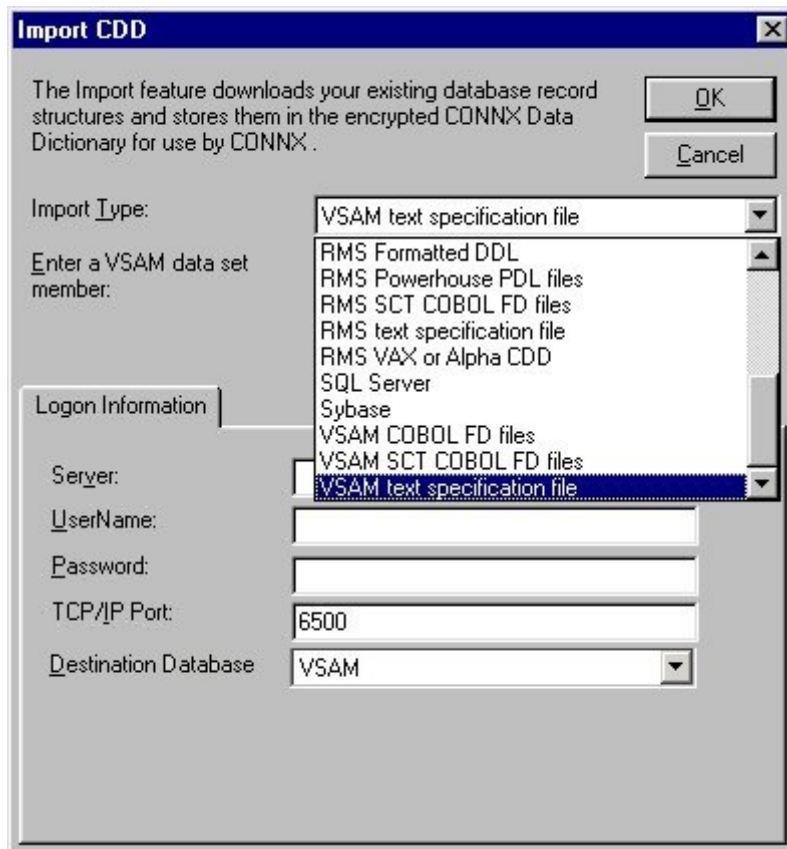 Import CDD
The Import feature downloads your existing database record
structures and stores them in the encrypted CONNX Data
Dictionary for use by CONNX .
OK
Cancel
Import Type:
VSAM text specification file
Enter a VSAM data set
member:
RMS Formatted DDL
RMS Powerhouse PDL files
RMS SCT COBOL FD files
RMS text specification file
RMS VAX or Alpha CDD
SQL Server
Sybase
VSAM COBOL FD files
VSAM SCT COBOL FD files
VSAM text specification file
Logon Information
Server:
UserName:
Password:
TCP/IP Port:
6500
Destination Database
VSAM